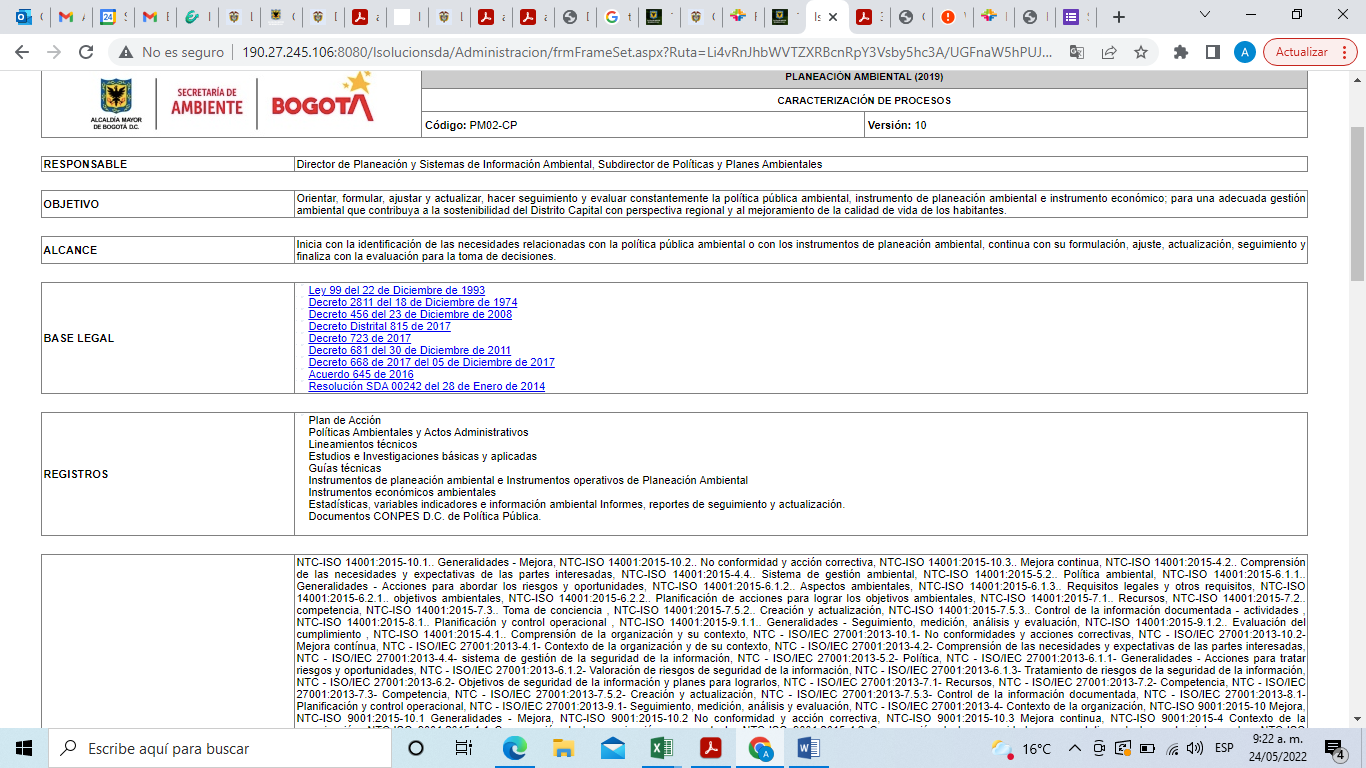 No es seguro
190.27.245.106:8080/Isolucionsda/Administracion/frmFrameSet.aspx?Ruta=Li4vRnJhbWVTZXRBcnRpY3Vsby5hc3A/UGFnaW5hPUJ...
Actualizar
ALCALDÍA MAYOR
DE BOGOTÁ D.C.
SECRETARÍA DE
AMBIENTE
BOGOTÁ
PLANEACIÓN AMBIENTAL (2019)
CARACTERIZACIÓN DE PROCESOS
Código: PM02-CP
Versión: 10
RESPONSABLE
Director de Planeación y Sistemas de Información Ambiental, Subdirector de Políticas y Planes Ambientales
OBJETIVO
Orientar, formular, ajustar y actualizar, hacer seguimiento y evaluar constantemente la política pública ambiental, instrumento de planeación ambiental e instrumento económico; para una adecuada gestión
ambiental que contribuya a la sostenibilidad del Distrito Capital con perspectiva regional y al mejoramiento de la calidad de vida de los habitantes.
ALCANCE
Inicia con la identificación de las necesidades relacionadas con la política pública ambiental o con los instrumentos de planeación ambiental, continua con su formulación, ajuste, actualización, seguimiento y
finaliza con la evaluación para la toma de decisiones.
BASE LEGAL
Ley 99 del 22 de Diciembre de 1993
Decreto 2811 del 18 de Diciembre de 1974
Decreto 456 del 23 de Diciembre de 2008
Decreto Distrital 815 de 2017
Decreto 723 de 2017
Decreto 681 del 30 de Diciembre de 2011
Decreto 668 de 2017 del 05 de Diciembre de 2017
Acuerdo 645 de 2016
Resolución SDA 00242 del 28 de Enero de 2014
REGISTROS
Plan de Acción
Políticas Ambientales y Actos Administrativos
Lineamientos técnicos
Estudios e Investigaciones básicas y aplicadas
Guías técnicas
Instrumentos de planeación ambiental e Instrumentos operativos de Planeación Ambiental
Instrumentos económicos ambientales
Estadísticas, variables indicadores e información ambiental Informes, reportes de seguimiento y actualización.
Documentos CONPES D.C. de Política Pública.
NTC-ISO 14001:2015-10.1.. Generalidades - Mejora, NTC-ISO 14001:2015-10.2.. No conformidad y acción correctiva, NTC-ISO 14001:2015-10.3.. Mejora continua, NTC-ISO 14001:2015-4.2.. Comprensión
de las necesidades y expectativas de las partes interesadas, NTC-ISO 14001:2015-4.4.. Sistema de gestión ambiental, NTC-ISO 14001:2015-5.2.. Política ambiental, NTC-ISO 14001:2015-6.1.1..
Generalidades - Acciones para abordar los riesgos y oportunidades, NTC-ISO 14001:2015-6.1.2.. Aspectos ambientales, NTC-ISO 14001:2015-6.1.3.. Requisitos legales y otros requisitos, NTC-ISO
14001:2015-6.2.1.. objetivos ambientales, NTC-ISO 14001:2015-6.2.2.. Planificación de acciones para lograr los objetivos ambientales, NTC-ISO 14001:2015-7.1.. Recursos, NTC-ISO 14001:2015-7.2..
competencia, NTC-ISO 14001:2015-7.3.. Toma de conciencia , NTC-ISO 14001:2015-7.5.2.. Creación y actualización, NTC-ISO 14001:2015-7.5.3.. Control de la información documentada - actividades ,
NTC-ISO 14001:2015-8.1.. Planificación y control operacional , NTC-ISO 14001:2015-9.1.1.. Generalidades - Seguimiento, medición, análisis y evaluación, NTC-ISO 14001:2015-9.1.2.. Evaluación del
cumplimiento , NTC-ISO 14001:2015-4.1.. Comprensión de la organización y su contexto, NTC - ISO/IEC 27001:2013-10.1- No conformidades y acciones correctivas, NTC - ISO/IEC 27001:2013-10.2-
Mejora contínua, NTC - ISO/IEC 27001:2013-4.1- Contexto de la organización y de su contexto, NTC - ISO/IEC 27001:2013-4.2- Comprensión de las necesidades y expectativas de las partes interesadas,
NTC - ISO/IEC 27001:2013-4.4- sistema de gestión de la seguridad de la información, NTC - ISO/IEC 27001:2013-5.2- Política, NTC - ISO/IEC 27001:2013-6.1.1- Generalidades - Acciones para tratar
riesgos y oportunidades, NTC - ISO/IEC 27001:2013-6.1.2- Valoración de riesgos de seguridad de la información, NTC - ISO/IEC 27001:2013-6.1.3- Tratamiento de riesgos de la seguridad de la información,
NTC - ISO/IEC 27001:2013-6.2- Objetivos de seguridad de la información y planes para lograrlos, NTC - ISO/IEC 27001:2013-7.1- Recursos, NTC - ISO/IEC 27001:2013-7.2- Competencia, NTC - ISO/IEC
27001:2013-7.3- Competencia, NTC - ISO/IEC 27001:2013-7.5.2- Creación y actualización, NTC - ISO/IEC 27001:2013-7.5.3- Control de la información documentada, NTC - ISO/IEC 27001:2013-8.1-
Planificación y control operacional, NTC - ISO/IEC 27001:2013-9.1- Seguimiento, medición, análisis y evaluación, NTC - ISO/IEC 27001:2013-4- Contexto de la organización, NTC-ISO 9001:2015-10 Mejora,
NTC-ISO 9001:2015-10.1 Generalidades - Mejora, NTC-ISO 9001:2015-10.2 No conformidad y acción correctiva, NTC-ISO 9001:2015-10.3 Mejora continua, NTC-ISO 9001:2015-4 Contexto de la
Escribe aquí para buscar
16°C
ESP
9:22 a. m.
24/05/2022
4